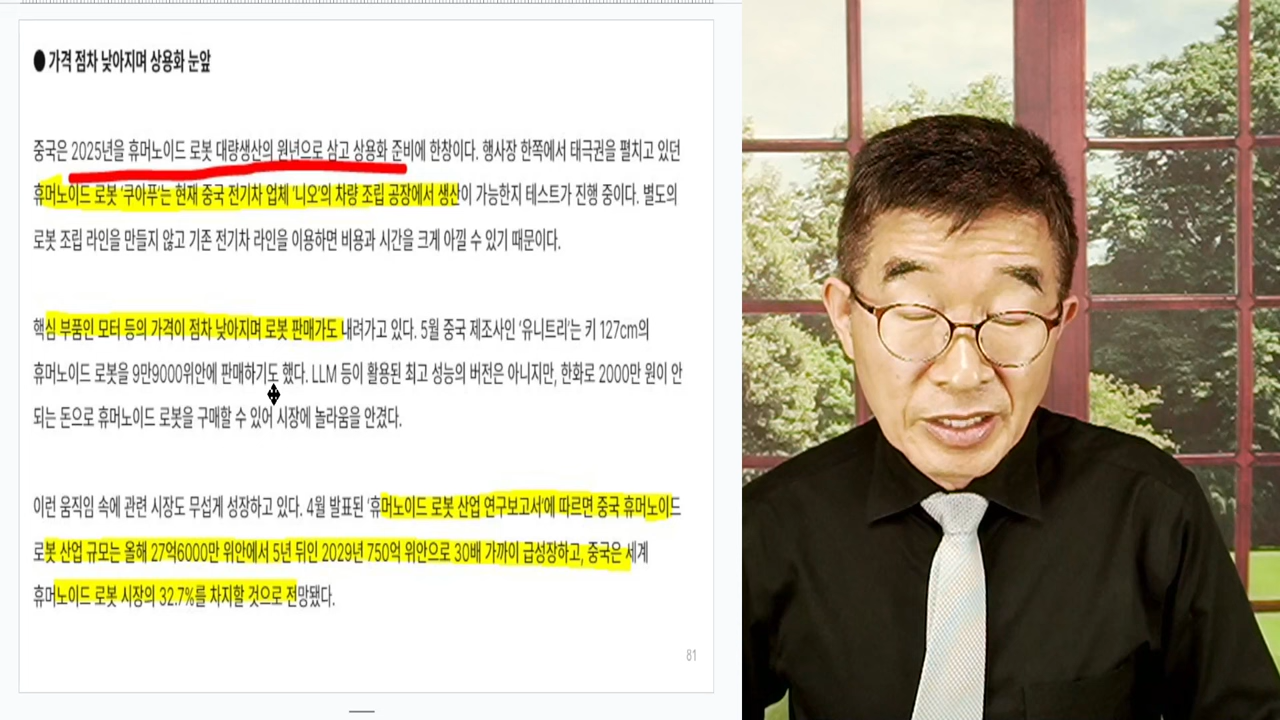 ● 가격 점차 낮아지며 상용화 눈앞
중국은 2025년을 휴머노이드 로봇 대량생산의 원년으로 삼고 상용화 준비에 한창이다. 행사장 한쪽에서 태극권을 펼치고 있던
휴머노이드 로봇 ‘쿠아푸’는 현재 중국 전기차 업체 ‘니오’의 차량 조립 공장에서 생산이 가능한지 테스트가 진행 중이다. 별도의
로봇 조립 라인을 만들지 않고 기존 전기차 라인을 이용하면 비용과 시간을 크게 아낄 수 있기 때문이다.
핵심 부품인 모터 등의 가격이 점차 낮아지며 로봇 판매가도 내려가고 있다. 5월 중국 제조사인 ‘유니트리’는 키 127cm의
휴머노이드 로봇을 9만9000위안에 판매하기도 했다. LLM 등이 활용된 최고 성능의 버전은 아니지만, 한화로 2000만 원이 안
되는 돈으로 휴머노이드 로봇을 구매할 수 있어 시장에 놀라움을 안겼다.
이런 움직임 속에 관련 시장도 무섭게 성장하고 있다. 4월 발표된 ‘휴머노이드 로봇 산업 연구보고서’에 따르면 중국 휴머노이드
로봇 산업 규모는 올해 27억6000만 위안에서 5년 뒤인 2029년 750억 위안으로 30배 가까이 급성장하고, 중국은 세계
휴머노이드 로봇 시장의 32.7%를 차지할 것으로 전망됐다.
81